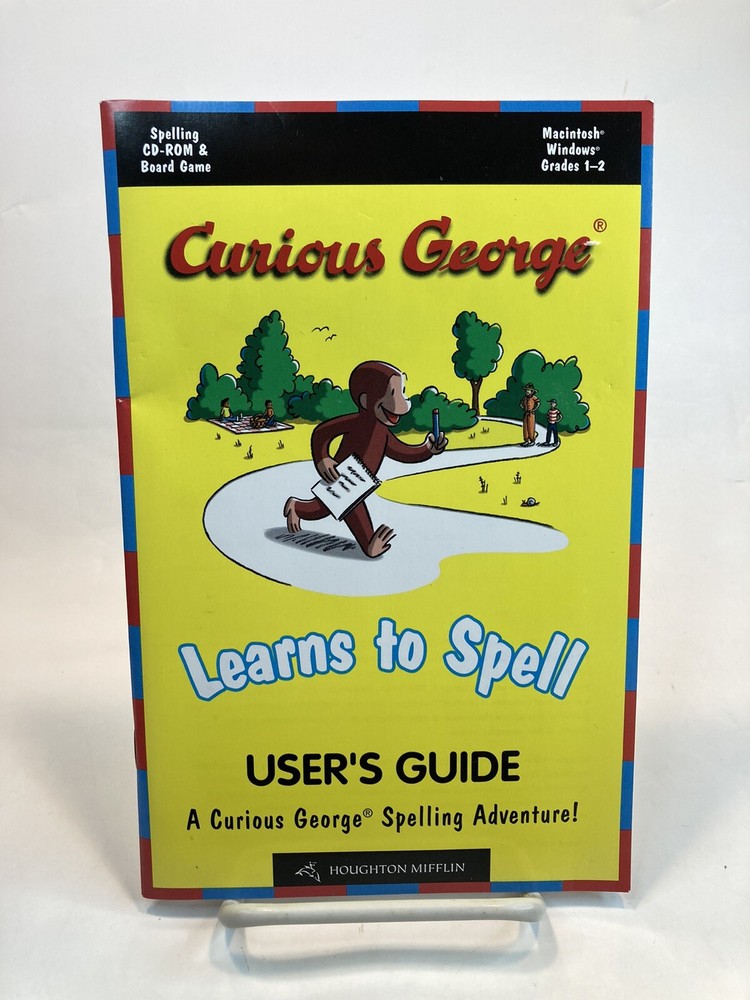 Spelling
CD-ROM &
Board Game
Macintosh®
Windows®
Grades 1–2
Curious George®
Learns to Spell
USER'S GUIDE
A Curious George® Spelling Adventure!
HOUGHTON MIFFLIN